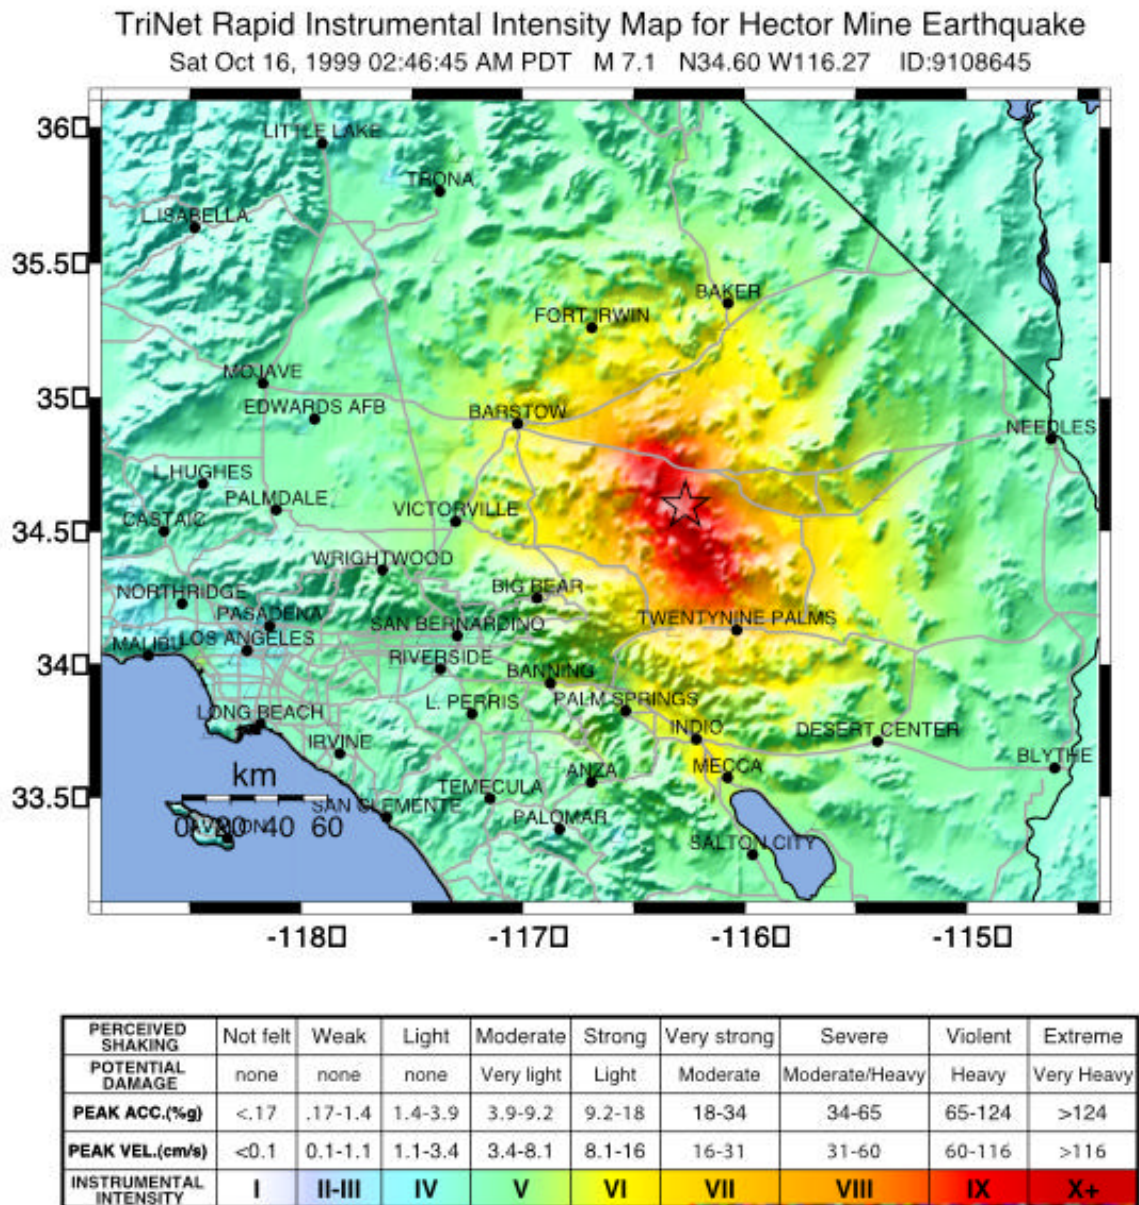 TriNet Rapid Instrumental Intensity Map for Hector Mine Earthquake
Sat Oct 16, 1999 02:46:45 AM PDT M 7.1 N34.60 W116.27 ID:9108645
36
LITTLE LAKE
TRONA
L.ISABELLA
35.5
BAKER
FORT IRWIN
MOJAVE
35
EDWARDS AFB
BARSTOW
NEEDLES
L.HUGHES
PALMDALE
VICTORVILLE
CASTAIC
34.5
WRIGHTWOOD
NORTHRIDGE
BIG BEAR
PASADENA
SAN BERNARDINO
TWENTYNINE PALMS
MALIBU
LOS ANGELES
34
RIVERSIDE
BANNING
L. PERRIS
PALM SPRINGS
LONG BEACH
INDIO
DESERT CENTER
IRVINE
BLYTHE
km
ANZA
MECCA
TEMECULA
33.5
SAN CLEMENTE
PALOMAR
0 20 40 60
SALTON CITY
-118 -117 -116 -115
PERCEIVED SHAKING Not felt Weak Light Moderate Strong Very strong Severe Violent Extreme
POTENTIAL DAMAGE none none none Very light Light Moderate Moderate/Heavy Heavy Very Heavy
PEAK ACC.(%g) <.17 .17-1.4 1.4-3.9 3.9-9.2 9.2-18 18-34 34-65 65-124 >124
PEAK VEL.(cm/s) <0.1 0.1-1.1 1.1-3.4 3.4-8.1 8.1-16 16-31 31-60 60-116 >116
INSTRUMENTAL INTENSITY I II-III IV V VI VII VIII IX X+